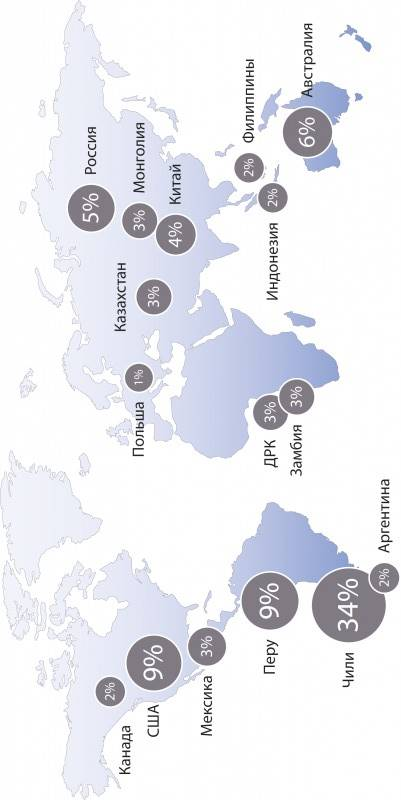 Канада
2%
США
9%
Мексика
3%
Перу
9%
Чили
34%
Аргентина
2%
Польша
1%
ДРК
3%
Замбия
3%
Казахстан
3%
Россия
5%
Монголия
3%
Китай
4%
Филиппины
2%
Индонезия
2%
Австралия
6%